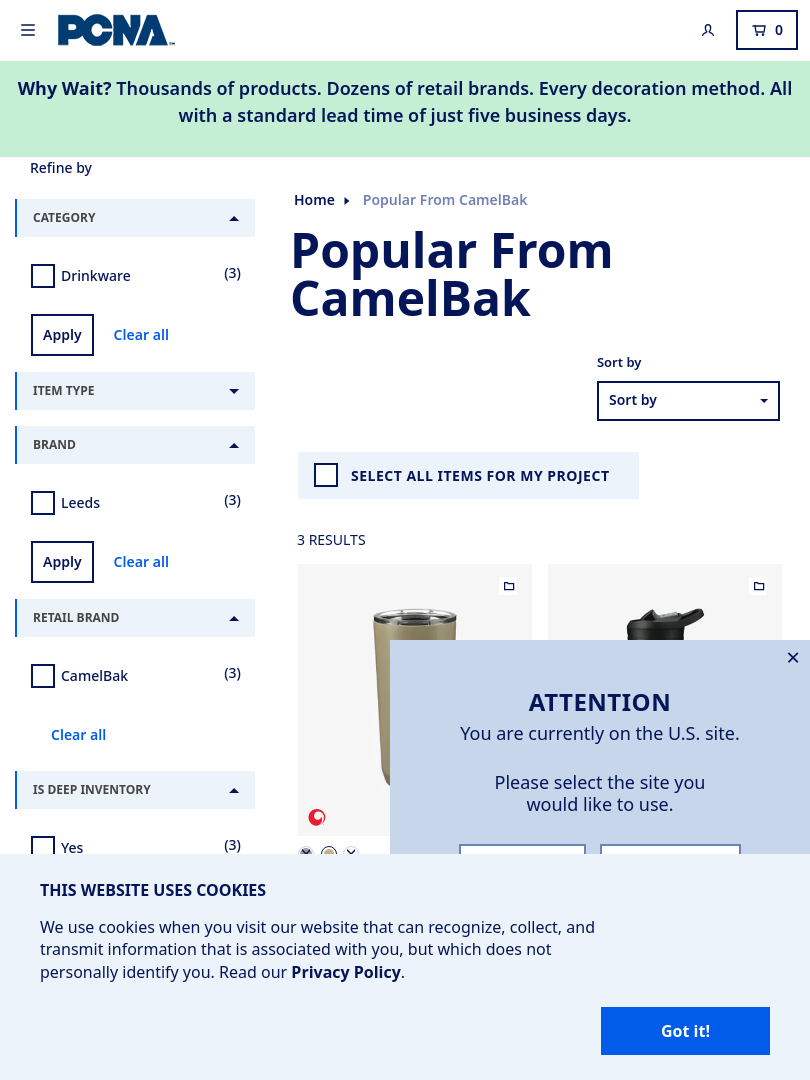 PCNA
0
Why Wait? Thousands of products. Dozens of retail brands. Every decoration method. All
with a standard lead time of just five business days.
Refine by
CATEGORY
Drinkware
(3)
Apply
Clear all
ITEM TYPE
BRAND
Leeds
(3)
Apply
Clear all
RETAIL BRAND
CamelBak
(3)
Clear all
IS DEEP INVENTORY
Yes
(3)
Home
Popular From CamelBak
Popular From
CamelBak
Sort by
Sort by
SELECT ALL ITEMS FOR MY PROJECT
3 RESULTS
ATTENTION
You are currently on the U.S. site.
Please select the site you
would like to use.
THIS WEBSITE USES COOKIES
We use cookies when you visit our website that can recognize, collect, and
transmit information that is associated with you, but which does not
personally identify you. Read our Privacy Policy.
Got it!